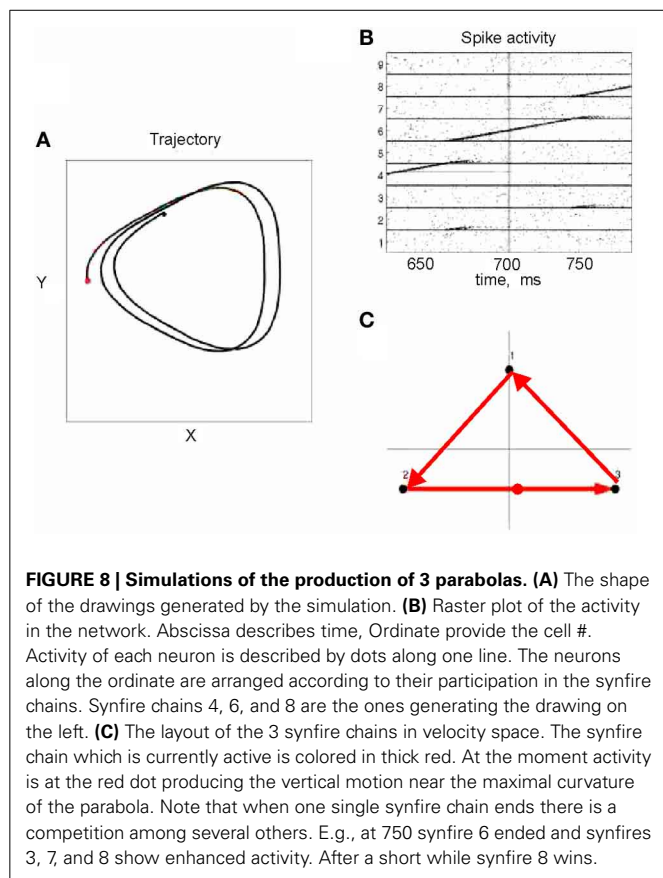 B
Spike activity
9
8
7
6
5
4
3
2
1
650 700 750
time, ms
A
Trajectory
Y
X
C
1
2
3
FIGURE 8 | Simulations of the production of 3 parabolas. (A) The shape
of the drawings generated by the simulation. (B) Raster plot of the activity
in the network. Abscissa describes time, Ordinate provide the cell #.
Activity of each neuron is described by dots along one line. The neurons
along the ordinate are arranged according to their participation in the synfire
chains. Synfire chains 4, 6, and 8 are the ones generating the drawing on
the left. (C) The layout of the 3 synfire chains in velocity space. The synfire
chain which is currently active is colored in thick red. At the moment activity
is at the red dot producing the vertical motion near the maximal curvature
of the parabola. Note that when one single synfire chain ends there is a
competition among several others. E.g., at 750 synfire 6 ended and synfires
3, 7, and 8 show enhanced activity. After a short while synfire 8 wins.